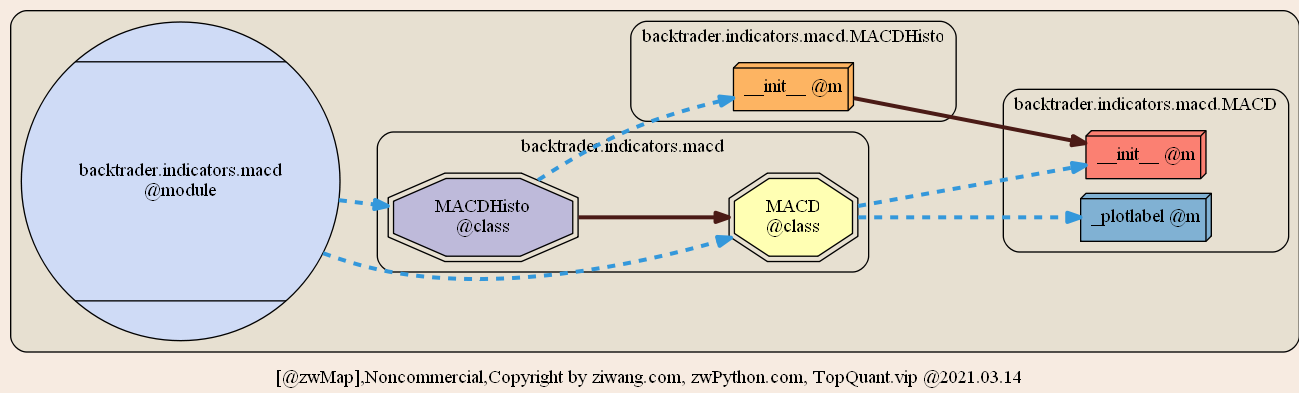 backtrader.indicators.macd
@module
backtrader.indicators.macd
MACDHisto
@class
MACD
@class
backtrader.indicators.macd.MACDHisto
__init__ @m
backtrader.indicators.macd.MACD
__init__ @m
_plotlabel @m
[@zwMap],Noncommercial,Copyright by ziwang.com, zwPython.com, TopQuant.vip @2021.03.14